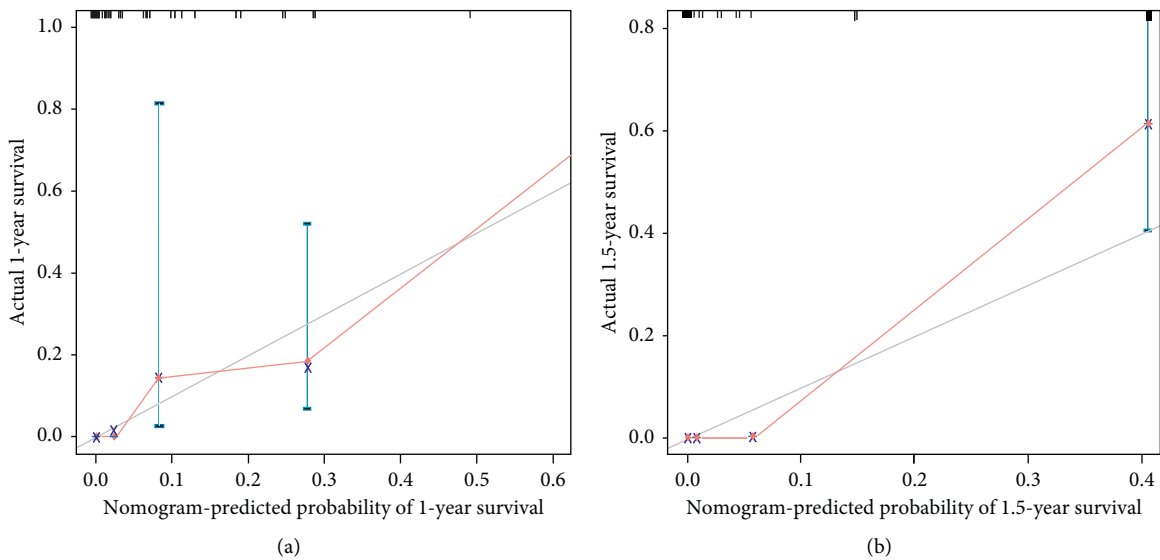 1.0
0.8
0.6
0.4
0.2
0.0
Actual 1-year survival
0.0 0.1 0.2 0.3 0.4 0.5 0.6
Nomogram-predicted probability of 1-year survival
(a)
0.8
0.6
0.4
0.2
0.0
Actual 1.5-year survival
0.0 0.1 0.2 0.3 0.4
Nomogram-predicted probability of 1.5-year survival
(b)